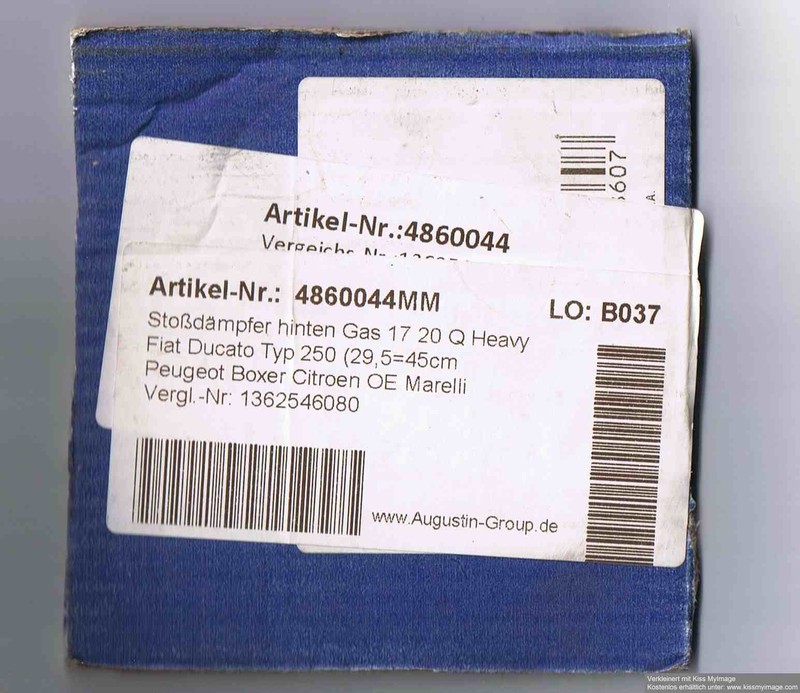 607
A.
Artikel-Nr.:4860044
Artikel-Nr.: 4860044MM
LO: B037
Stoßdämpfer hinten Gas 17 20 Q Heavy
Fiat Ducato Typ 250 (29,5=45cm
Peugeot Boxer Citroen OE Marelli
Vergl.-Nr: 1362546080
www.Augustin-Group.de
Verkleinert mit Kiss MyImage
Kostenlos erhältlich unter: www.kissmyimage.com